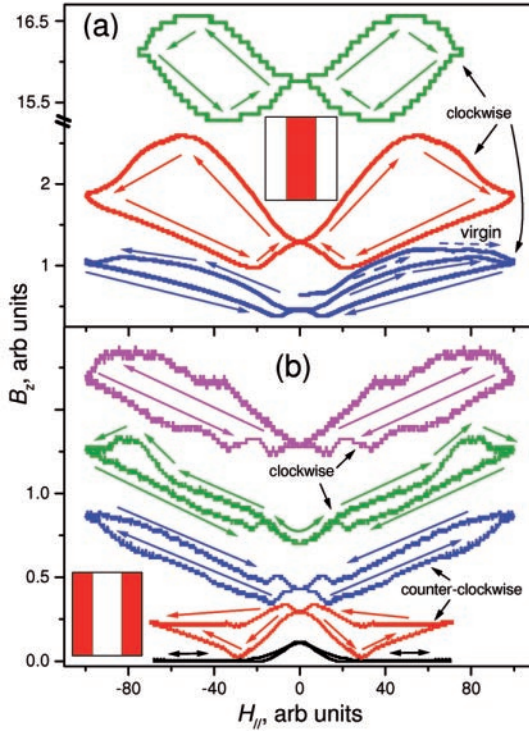 (a)
16.5
15.5
clockwise
2
virgin
1
B_z, arb units
(b)
clockwise
1.0
0.5
counter-clockwise
0.0
-80 -40 0 40 80
H_//, arb units